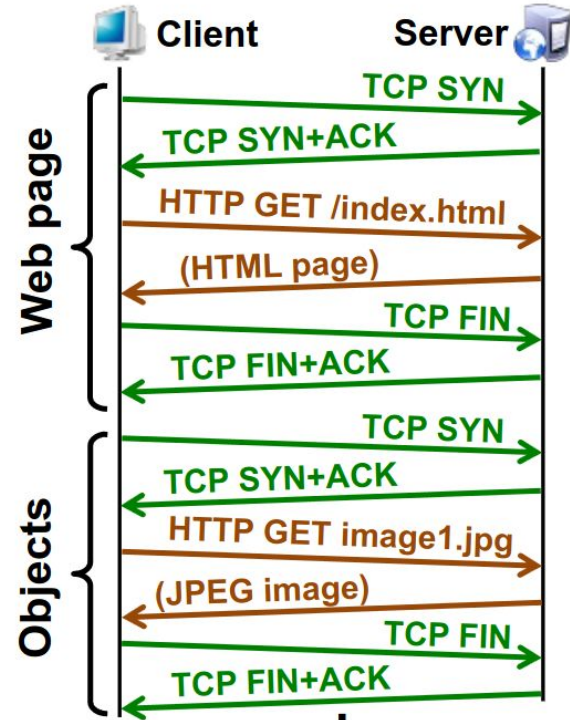 Client
Server
Web page
TCP SYN
TCP SYN+ACK
HTTP GET /index.html
(HTML page)
TCP FIN
TCP FIN+ACK
Objects
TCP SYN
TCP SYN+ACK
HTTP GET image1.jpg
(JPEG image)
TCP FIN
TCP FIN+ACK